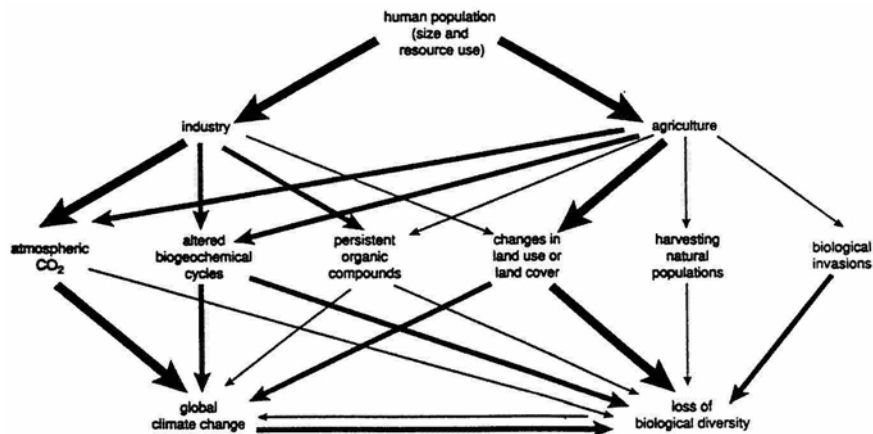 human population
(size and
resource use)
industry
agriculture
atmospheric
CO2
altered
biogeochemical
cycles
persistent
organic
compounds
changes in
land use or
land cover
harvesting
natural
populations
biological
invasions
global
climate change
loss of
biological diversity